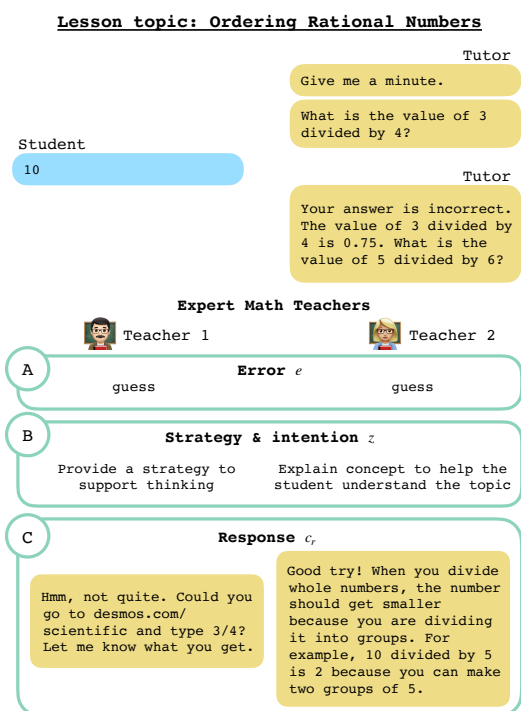 Lesson topic: Ordering Rational Numbers
Tutor
Give me a minute.
What is the value of 3
divided by 4?
Student
10
Tutor
Your answer is incorrect.
The value of 3 divided by
4 is 0.75. What is the
value of 5 divided by 6?
Expert Math Teachers
Teacher 1
Teacher 2
A
Error e
guess
guess
B
Strategy & intention z
Provide a strategy to
support thinking
Explain concept to help the
student understand the topic
C
Response c_r
Hmm, not quite. Could you
go to desmos.com/
scientific and type 3/4?
Let me know what you get.
Good try! When you divide
whole numbers, the number
should get smaller
because you are dividing
it into groups. For
example, 10 divided by 5
is 2 because you can make
two groups of 5.